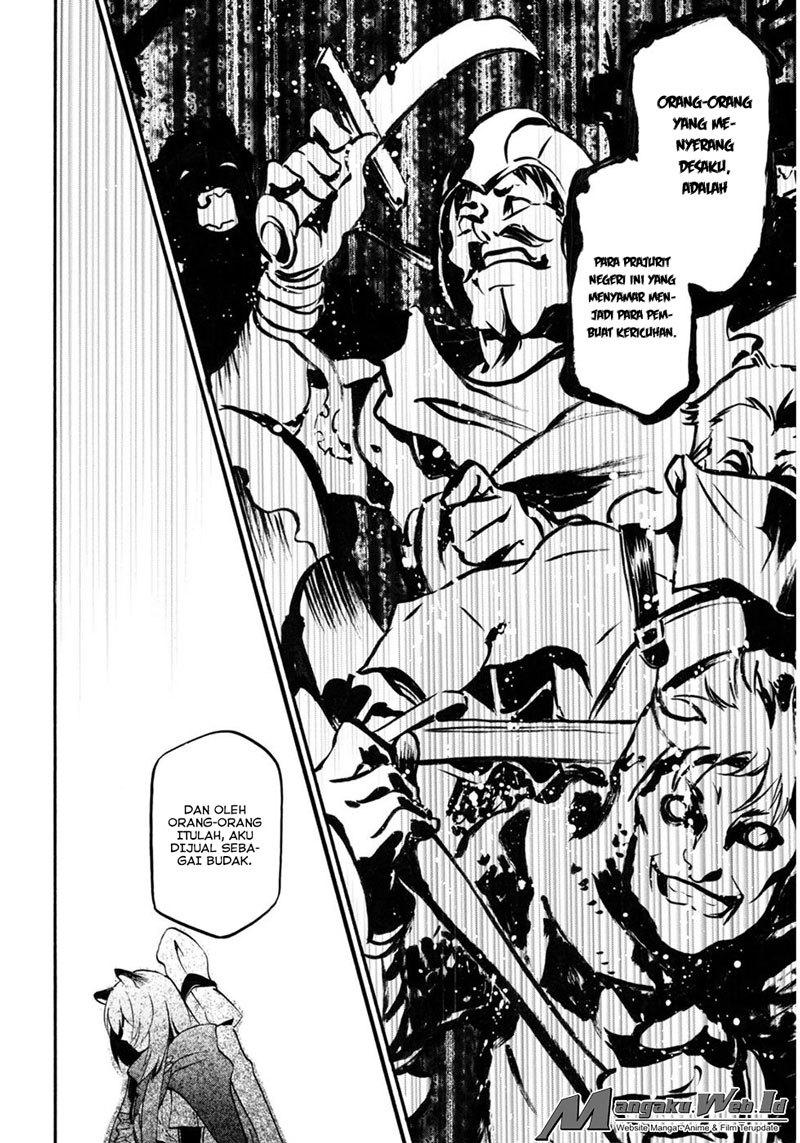 ORANG-ORANG
YANG ME-
NYERANG
DESAKU,
ADALAH
PARA PRAJURIT
NEGERI INI YANG
MENYAMAR MEN-
JADI PARA PEM-
BUAT KERICUHAN.
DAN OLEH
ORANG-ORANG
ITULAH, AKU
DIJUAL SEBA-
GAI BUDAK.
Mangaku Web Id
Website Manga, Anime & Film Terupdate